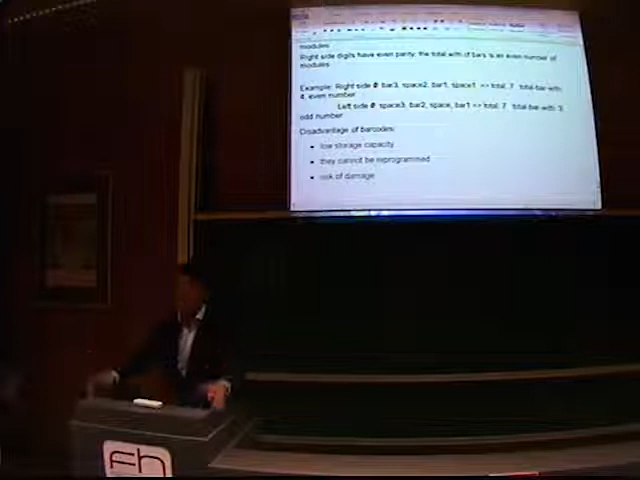 modules
Right side digits have even parity: the total with of bars is an even number of
modules
Example: Right side 0: bar3, space2, bar1, space1 => total: 7 total bar with:
4, even number
Left side 0: space3, bar2, space, bar1 => total: 7 total bar with: 3
odd number
Disadvantage of barcodes:
• low storage capacity
• they cannot be reprogrammed
• risk of damage
fh